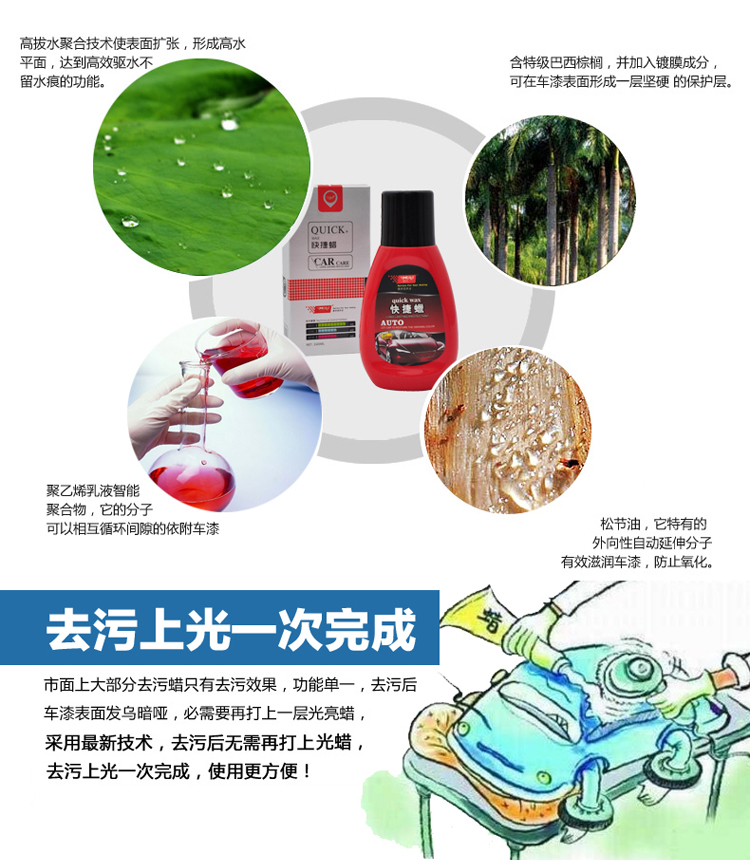 高拔水聚合技术使表面扩张，形成高水
平面，达到高效驱水不
留水痕的功能。
含特级巴西棕榈，并加入镀膜成分，
可在车漆表面形成一层坚硬 的保护层。
QUICK
快捷蜡
CAR CARE
quick wax
快捷蠟
AUTO
聚乙烯乳液智能
聚合物，它的分子
可以相互循环间隙的依附车漆
松节油，它特有的
外向性自动延伸分子
有效滋润车漆，防止氧化。
去污上光一次完成
蜡
市面上大部分去污蜡只有去污效果，功能单一，去污后
车漆表面发乌暗哑，必需要再打上一层光亮蜡，
采用最新技术，去污后无需再打上光蜡，
去污上光一次完成，使用更方便！